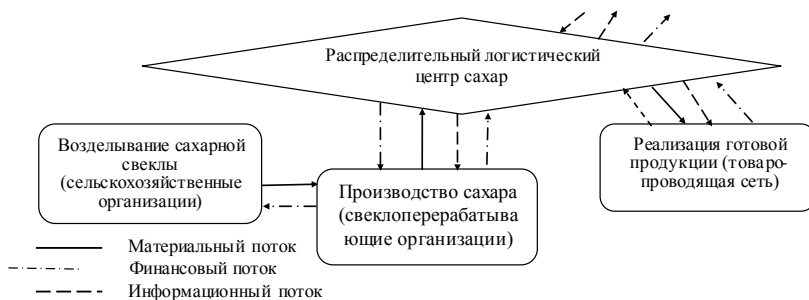 Распределительный логистический
центр сахар
Возделывание сахарной
свеклы
(сельскохозяйственные
организации)
Производство сахара
(свеклоперерабатыва
ющие организации)
Реализация готовой
продукции (товаро-
проводящая сеть)
Материальный поток
Финансовый поток
Информационный поток